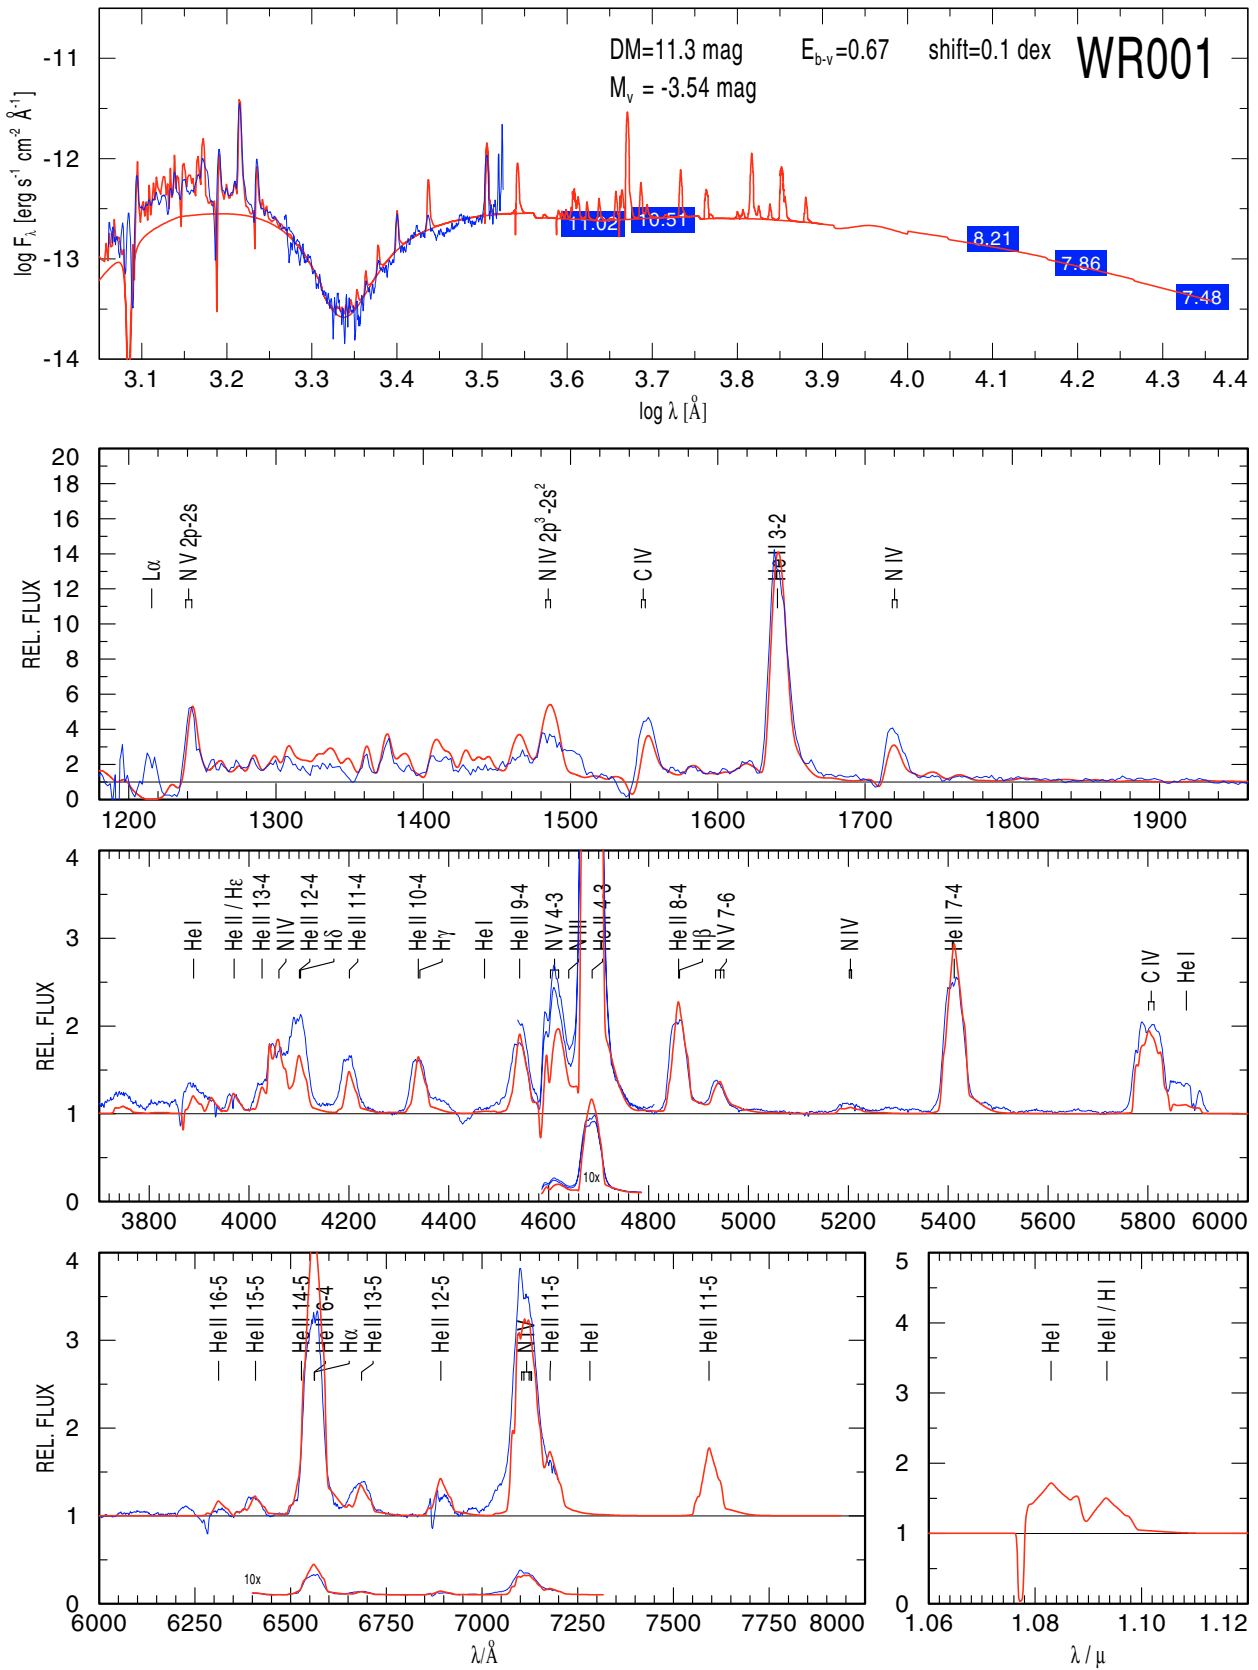 DM=11.3 mag E_b-v=0.67 shift=0.1 dex WR001
M_v = -3.54 mag
log F_λ [erg s⁻¹ cm⁻² Å⁻¹]
-11
-12
-13
-14
11.02 10.51 8.21 7.86 7.48
3.1 3.2 3.3 3.4 3.5 3.6 3.7 3.8 3.9 4.0 4.1 4.2 4.3 4.4
log λ [Å]
REL. FLUX
20
18
16
14
12
10
8
6
4
2
0
Lα
N V 2p-2s
N IV 2p³-2s²
C IV
He II 3-2
N IV
1200 1300 1400 1500 1600 1700 1800 1900
REL. FLUX
4
3
2
1
0
He I
He II / Hε
He II 13-4
N IV
He II 12-4
Hδ
He II 11-4
He II 10-4
Hγ
He I
He II 9-4
N V 4-3
N III
He II 4-3
He II 8-4
Hβ
N V 7-6
N IV
He II 7-4
C IV
He I
10x
3800 4000 4200 4400 4600 4800 5000 5200 5400 5600 5800 6000
REL. FLUX
4
3
2
1
0
He II 16-5
He II 15-5
He II 14-5
He II 6-4
Hα
He II 13-5
He II 12-5
N IV
He II 11-5
He I
He II 11-5
10x
6000 6250 6500 6750 7000 7250 7500 7750 8000
λ/Å
5
4
3
2
1
0
He I
He II / H I
1.06 1.08 1.10 1.12
λ / μ